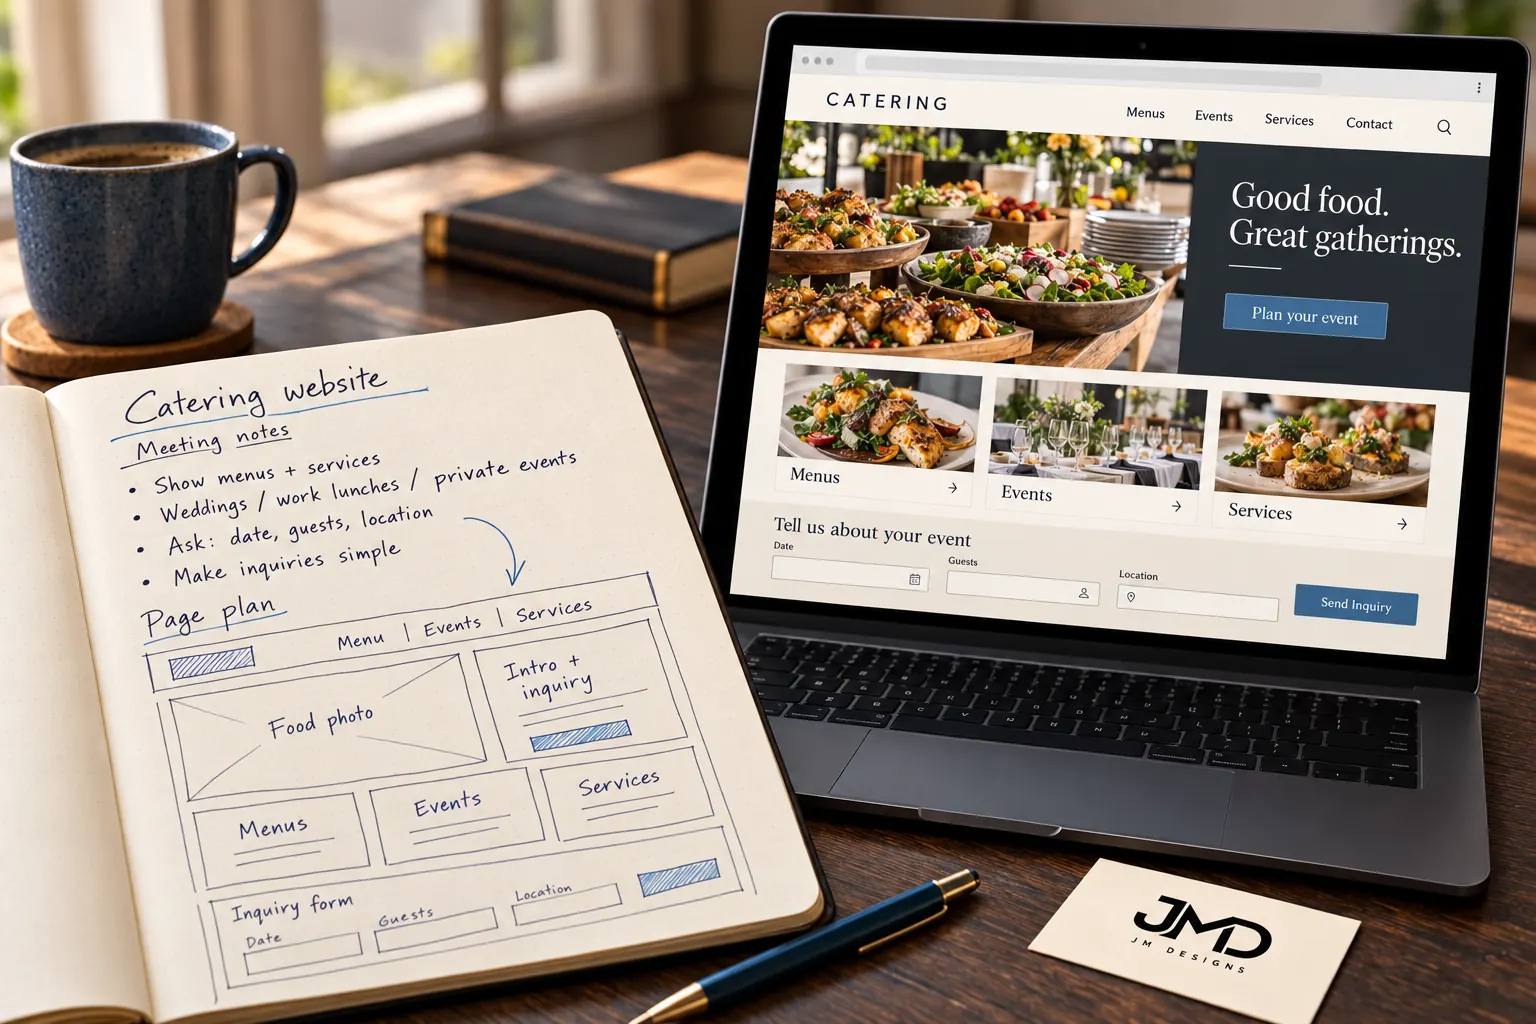 Catering website
Meeting notes
• Show menus + services
• Weddings / work lunches / private events
• Ask: date, guests, location
• Make inquiries simple
Page plan
Menu | Events | Services
Food photo
Intro +
inquiry
Menus
Events
Services
Inquiry form
Date
Guests
Location
CATERING
Menus
Events
Services
Contact
Good food.
Great gatherings.
Plan your event
Menus
Events
Services
Tell us about your event
Date
Guests
Location
Send Inquiry
JMD
JM DESIGNS